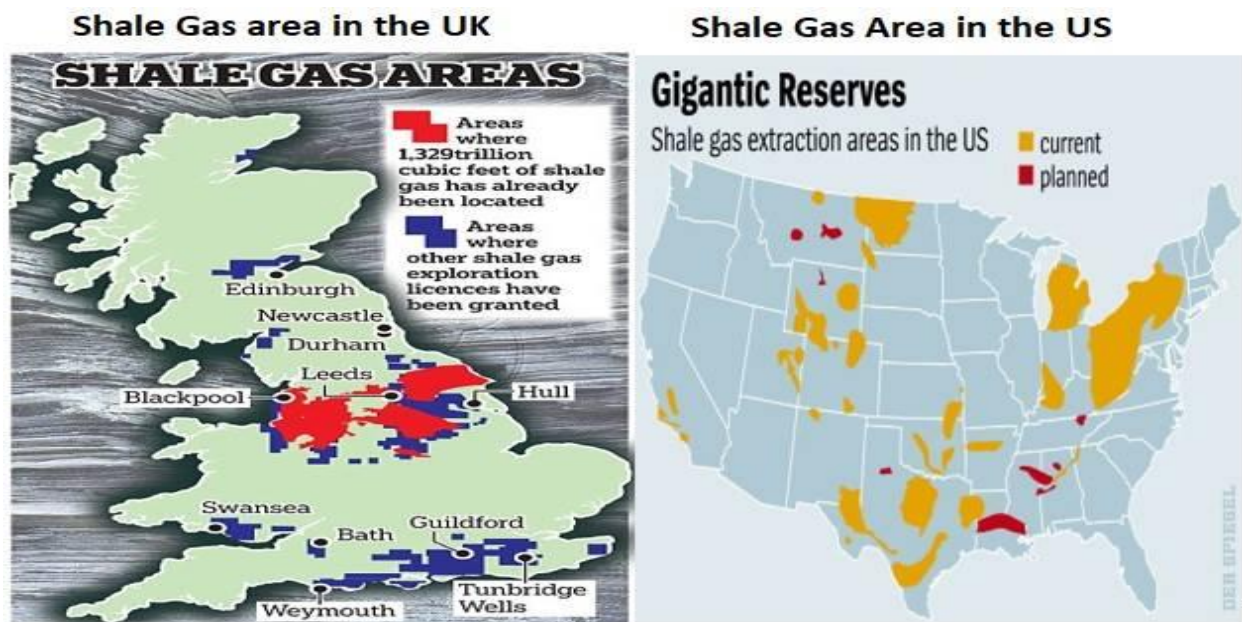 Shale Gas area in the UK
SHALE GAS AREAS
Areas
where
1,329trillion
cubic feet of shale
gas has already
been located
Areas
where
other shale gas
exploration
licences have
been granted
Edinburgh
Newcastle
Durham
Leeds
Blackpool
Hull
Swansea
Bath
Guildford
Tunbridge
Wells
Weymouth
Shale Gas Area in the US
Gigantic Reserves
Shale gas extraction areas in the US
current
planned
DER SPIEGEL